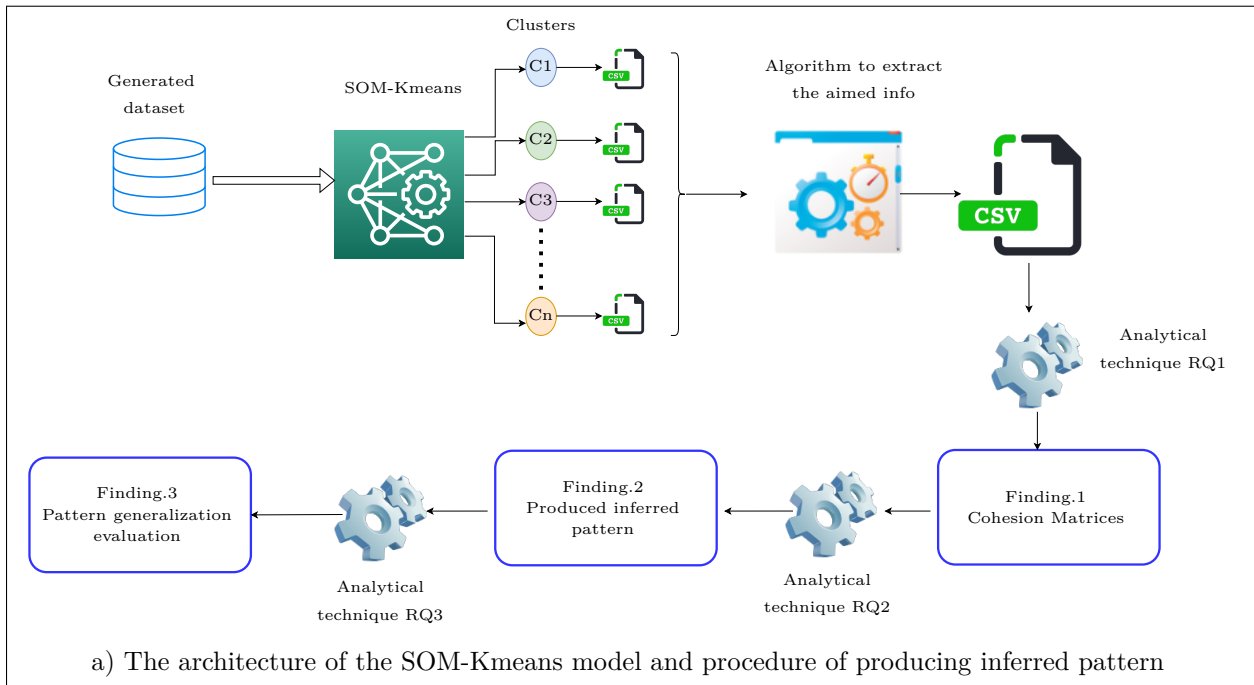 Clusters
Generated
dataset
SOM-Kmeans
C1
CSV
C2
CSV
C3
CSV
Cn
CSV
Algorithm to extract
the aimed info
CSV
Analytical
technique RQ1
Finding.1
Cohesion Matrices
Analytical
technique RQ2
Finding.2
Produced inferred
pattern
Analytical
technique RQ3
Finding.3
Pattern generalization
evaluation
a) The architecture of the SOM-Kmeans model and procedure of producing inferred pattern